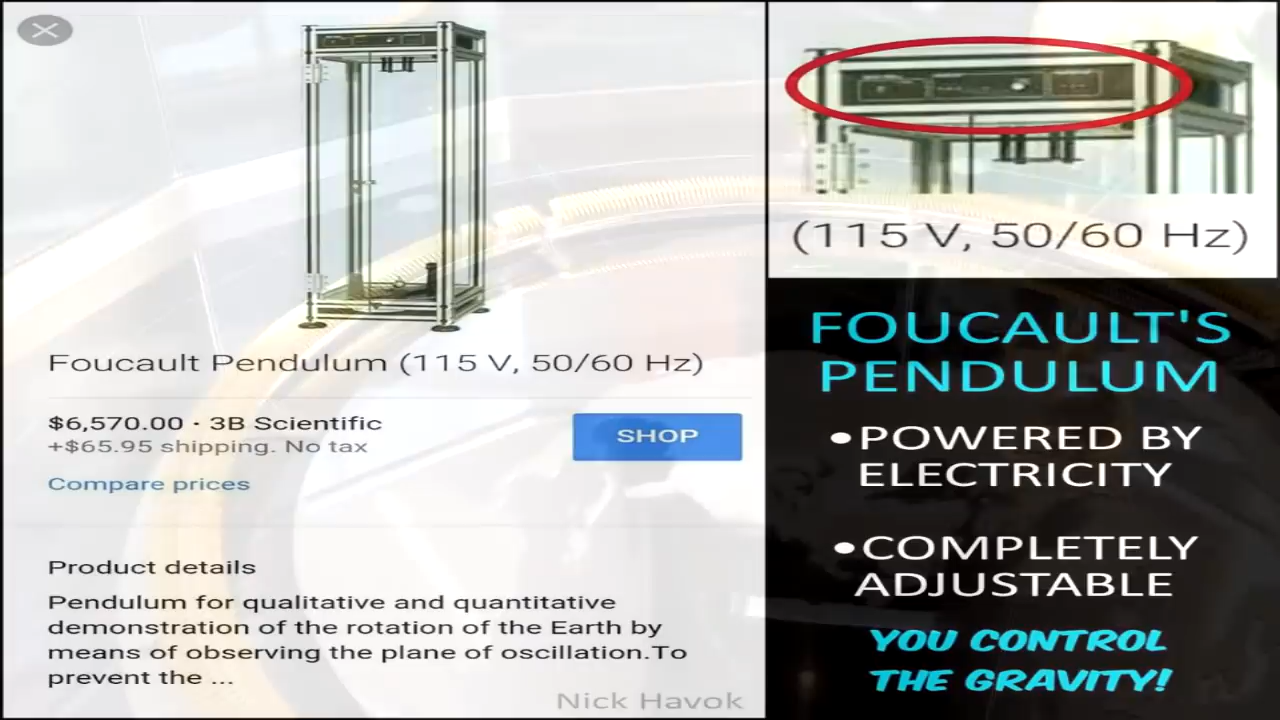 Foucault Pendulum (115 V, 50/60 Hz)
$6,570.00 · 3B Scientific
+$65.95 shipping. No tax
SHOP
Compare prices
Product details
Pendulum for qualitative and quantitative
demonstration of the rotation of the Earth by
means of observing the plane of oscillation.To
prevent the ...
Nick Havok
(115 V, 50/60 Hz)
FOUCAULT'S
PENDULUM
•POWERED BY
ELECTRICITY
•COMPLETELY
ADJUSTABLE
YOU CONTROL
THE GRAVITY!